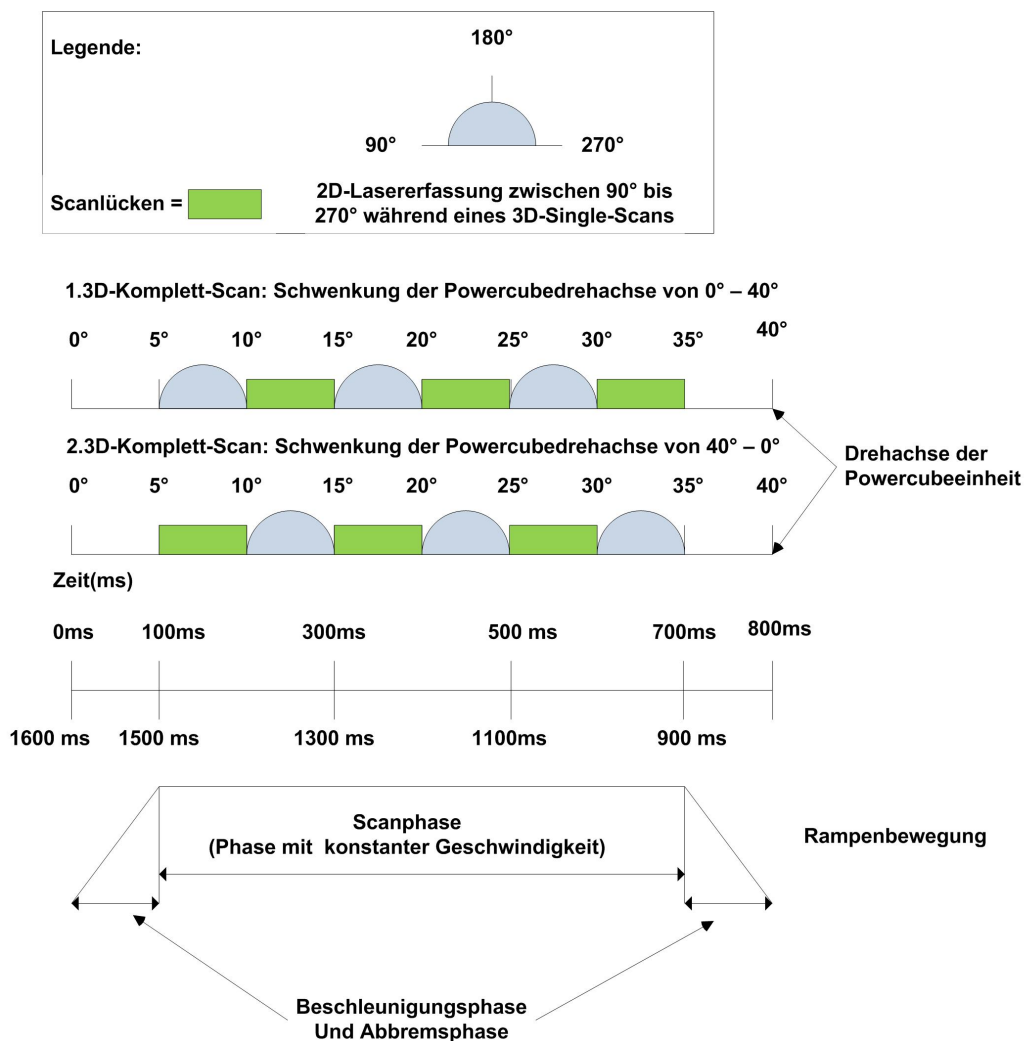 Legende:
180°
90°
270°
Scanlücken =
2D-Lasererfassung zwischen 90° bis
270° während eines 3D-Single-Scans
1.3D-Komplett-Scan: Schwenkung der Powercubedrehachse von 0° – 40°
0° 5° 10° 15° 20° 25° 30° 35° 40°
2.3D-Komplett-Scan: Schwenkung der Powercubedrehachse von 40° – 0°
0° 5° 10° 15° 20° 25° 30° 35° 40°
Drehachse der
Powercubeeinheit
Zeit(ms)
0ms 100ms 300ms 500 ms 700ms 800ms
1600 ms 1500 ms 1300 ms 1100ms 900 ms
Scanphase
(Phase mit konstanter Geschwindigkeit)
Rampenbewegung
Beschleunigungsphase
Und Abbremsphase